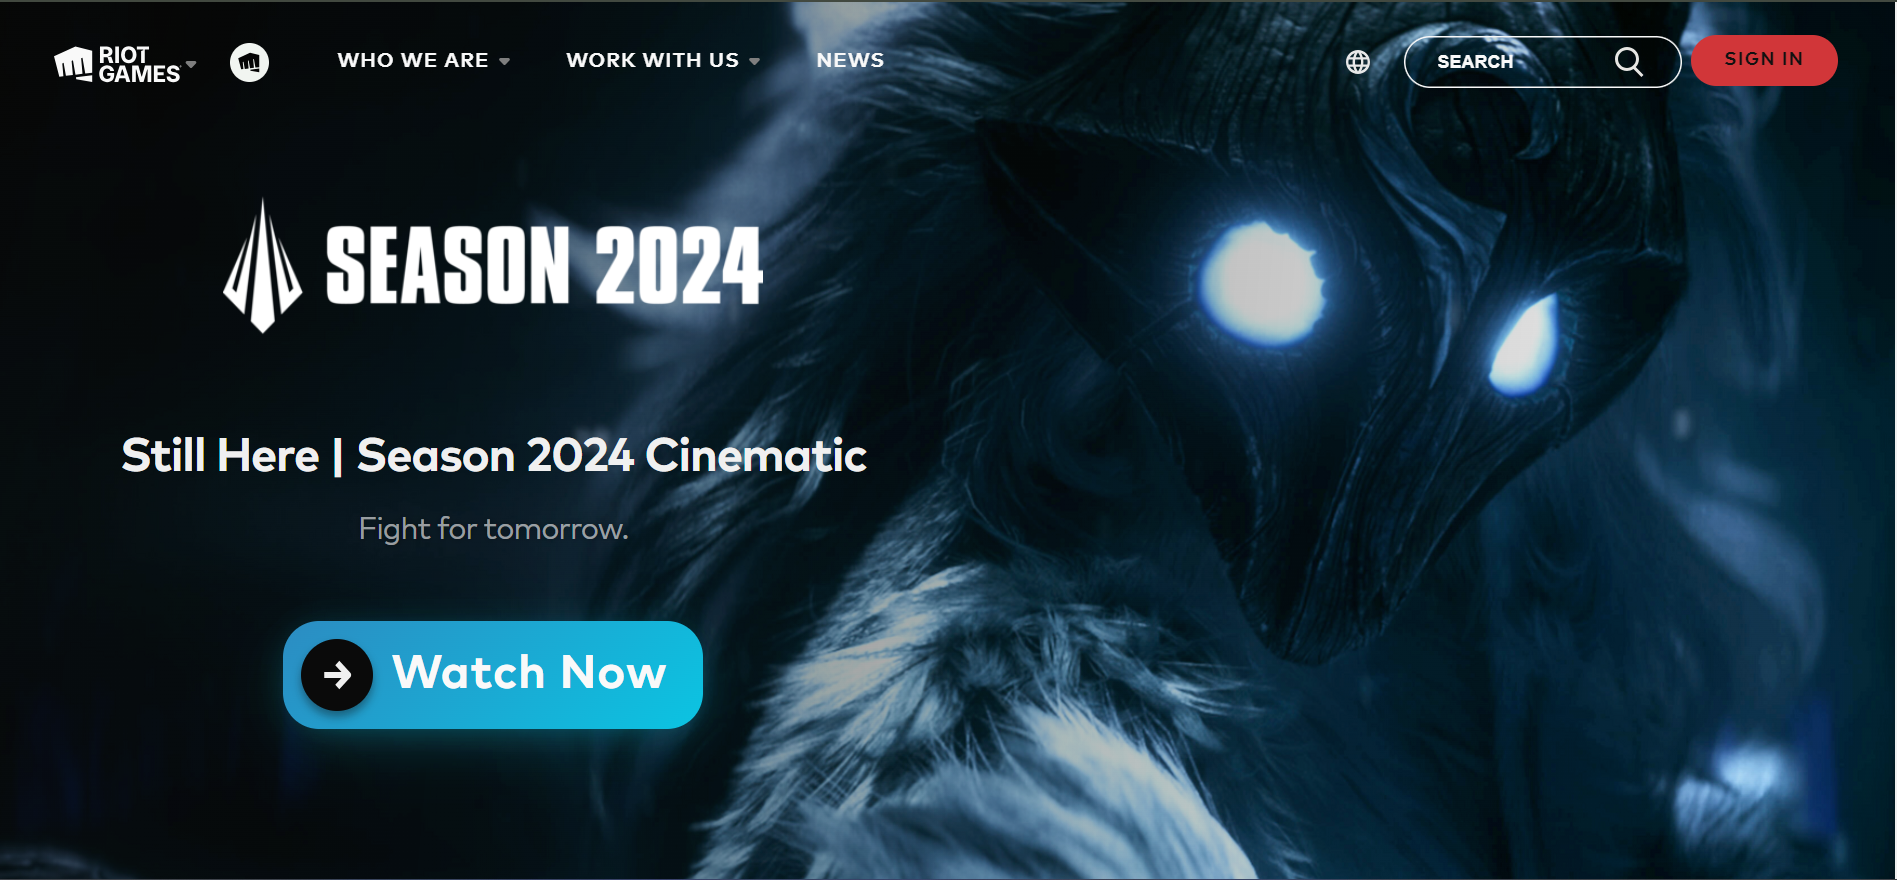 RIOT
GAMES
WHO WE ARE
WORK WITH US
NEWS
SEARCH
SIGN IN
SEASON 2024
Still Here | Season 2024 Cinematic
Fight for tomorrow.
Watch Now